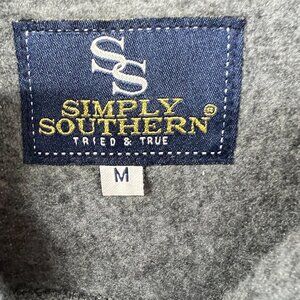 SS
SIMPLY
SOUTHERN®
TRIED & TRUE
M